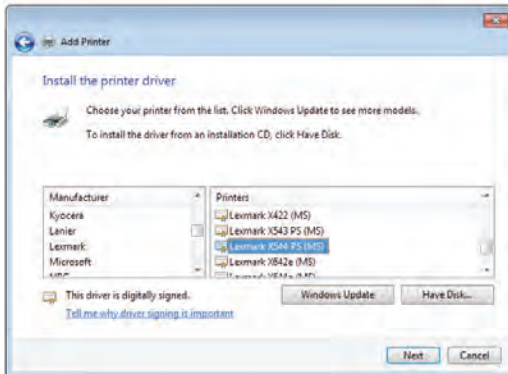 Add Printer
Install the printer driver
Choose your printer from the list. Click Windows Update to see more models.
To install the driver from an installation CD, click Have Disk.
Manufacturer
Kyocera
Lanier
Lexmark
Microsoft
Printers
Lexmark X422 (MS)
Lexmark X543 PS (MS)
Lexmark X544 PS (MS)
Lexmark X642e (MS)
This driver is digitally signed.
Tell me why driver signing is important
Windows Update
Have Disk...
Next
Cancel